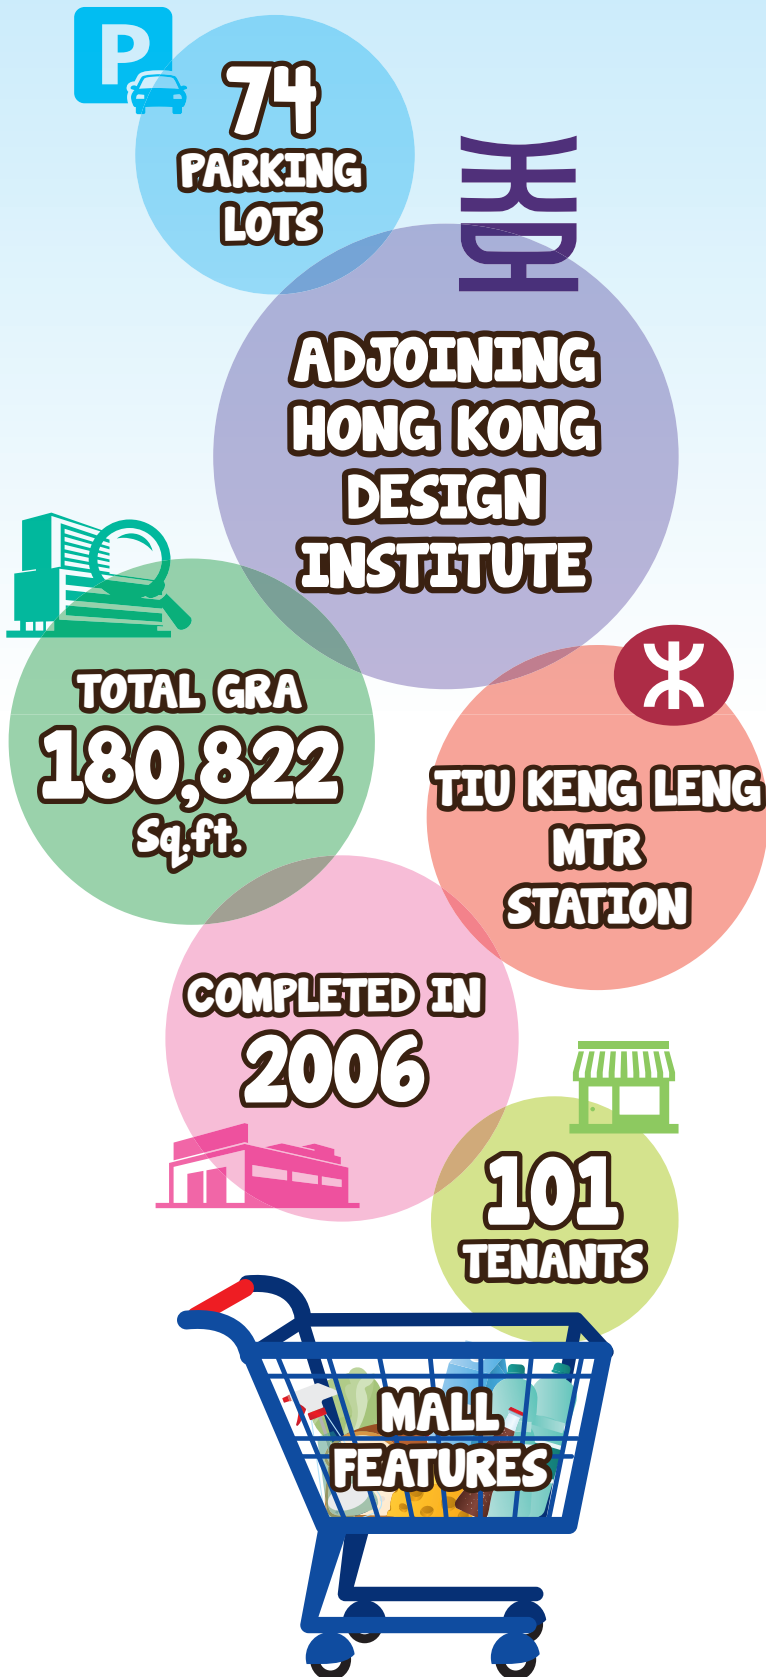 P
74
PARKING
LOTS
HKDI
ADJOINING
HONG KONG
DESIGN
INSTITUTE
TOTAL GRA
180,822
Sq.ft.
TIU KENG LENG
MTR
STATION
COMPLETED IN
2006
101
TENANTS
MALL
FEATURES